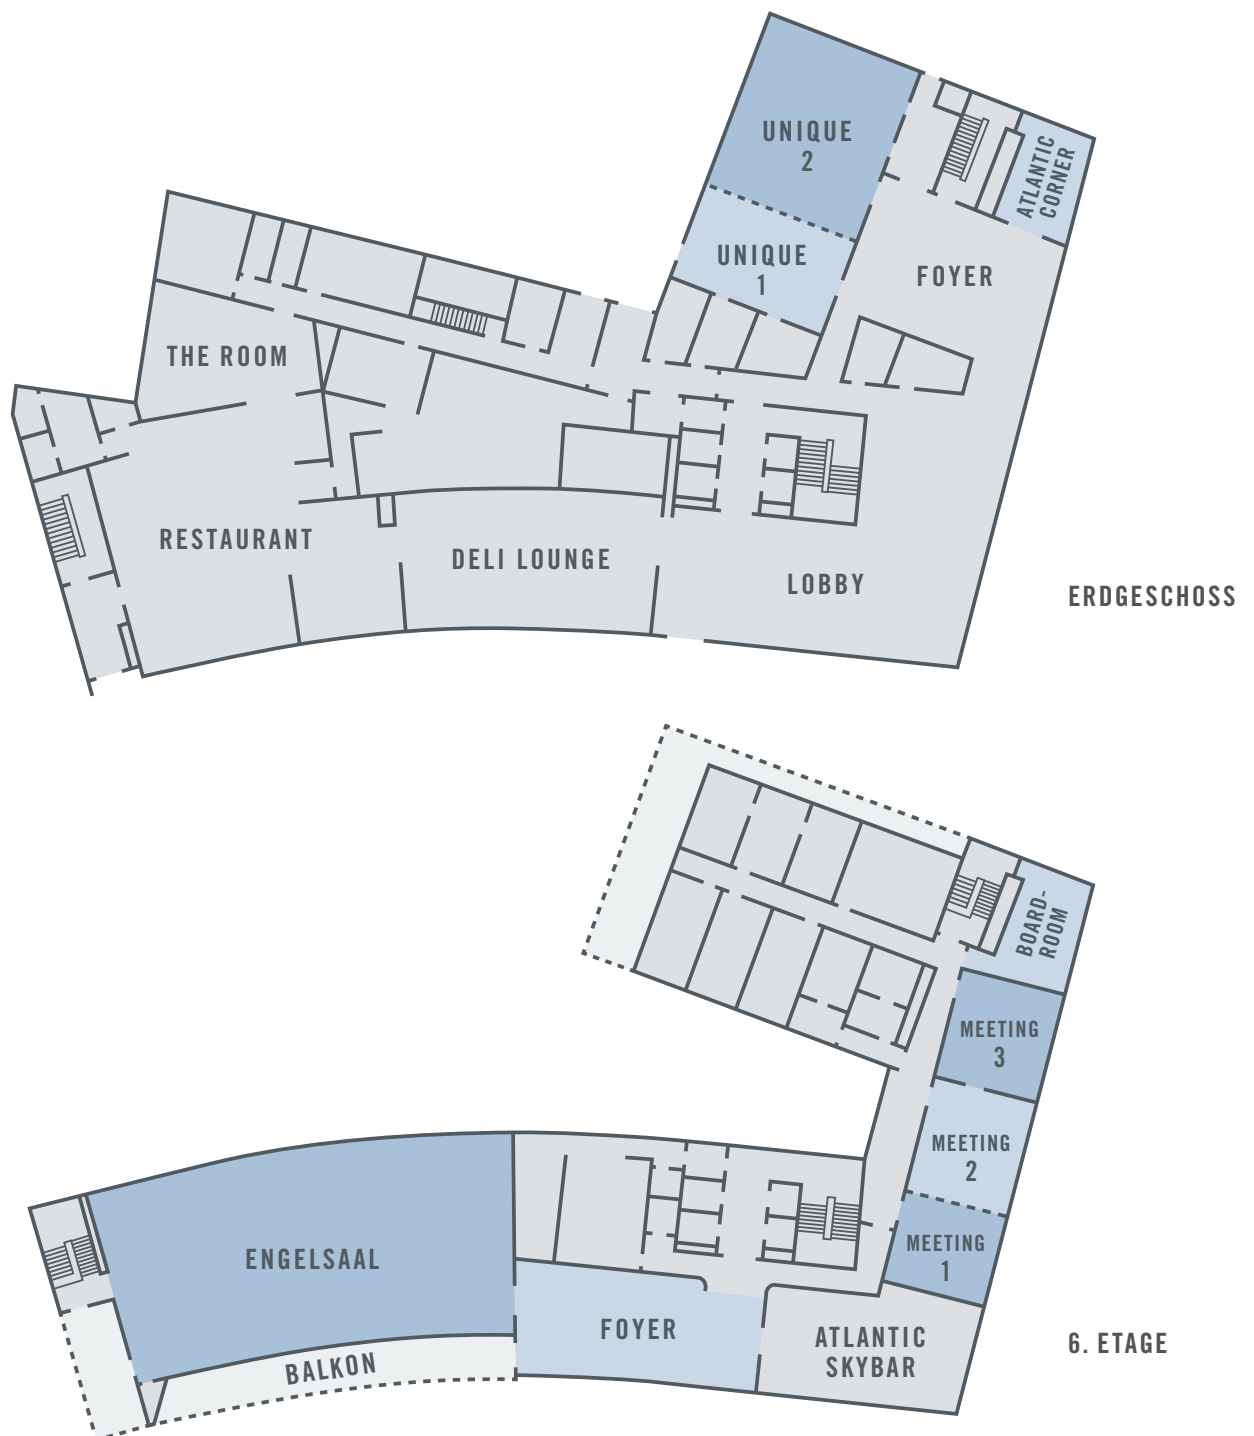 UNIQUE
2
ATLANTIC
CORNER
UNIQUE
1
FOYER
THE ROOM
RESTAURANT
DELI LOUNGE
LOBBY
ERDGESCHOSS
BOARD-
ROOM
MEETING
3
MEETING
2
MEETING
1
ENGELSAAL
FOYER
ATLANTIC
SKYBAR
BALKON
6. ETAGE